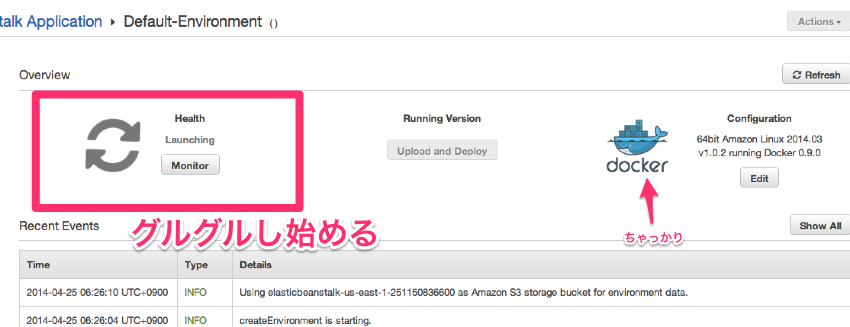 talk Application ▸ Default-Environment ()
Actions
Overview
Refresh
Health
Launching
Monitor
Running Version
Upload and Deploy
docker
Configuration
64bit Amazon Linux 2014.03
v1.0.2 running Docker 0.9.0
Edit
グルグルし始める
ちゃっかり
Recent Events
Show All
Time Type Details
2014-04-25 06:26:10 UTC+0900 INFO Using elasticbeanstalk-us-east-1-251150836600 as Amazon S3 storage bucket for environment data.
2014-04-25 06:26:04 UTC+0900 INFO createEnvironment is starting.